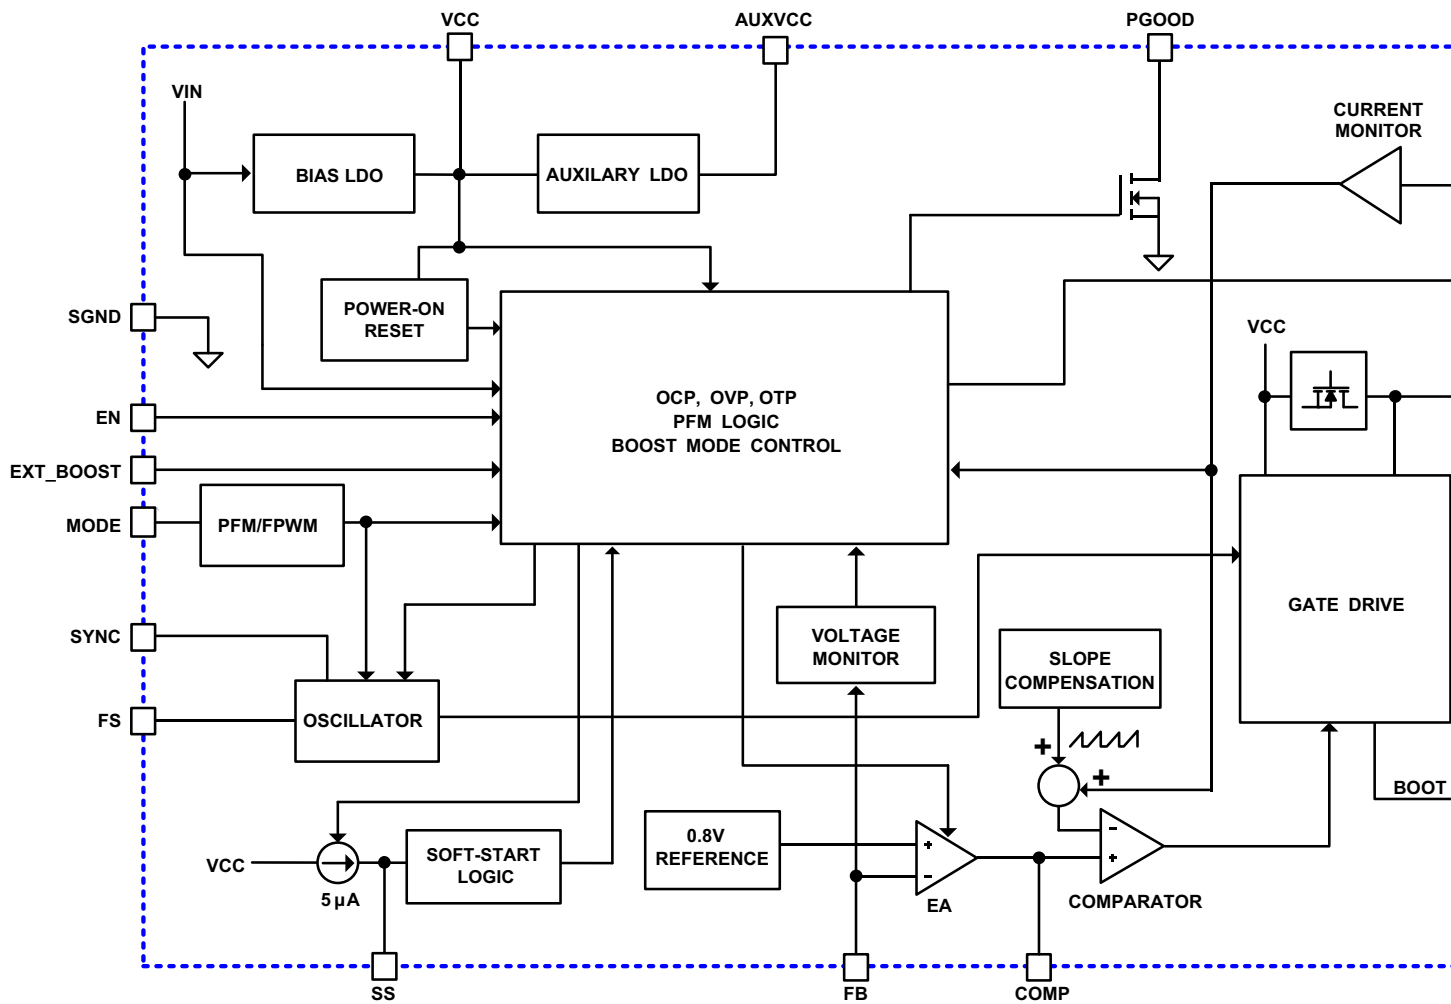 VCC
AUXVCC
PGOOD
VIN
CURRENT
MONITOR
BIAS LDO
AUXILARY LDO
SGND
POWER-ON
RESET
VCC
OCP, OVP, OTP
PFM LOGIC
BOOST MODE CONTROL
EN
EXT_BOOST
MODE
PFM/FPWM
GATE DRIVE
SYNC
VOLTAGE
MONITOR
SLOPE
COMPENSATION
FS
OSCILLATOR
+
+
BOOT
0.8V
REFERENCE
+
−
EA
−
+
COMPARATOR
VCC
5 µA
SOFT-START
LOGIC
SS
FB
COMP